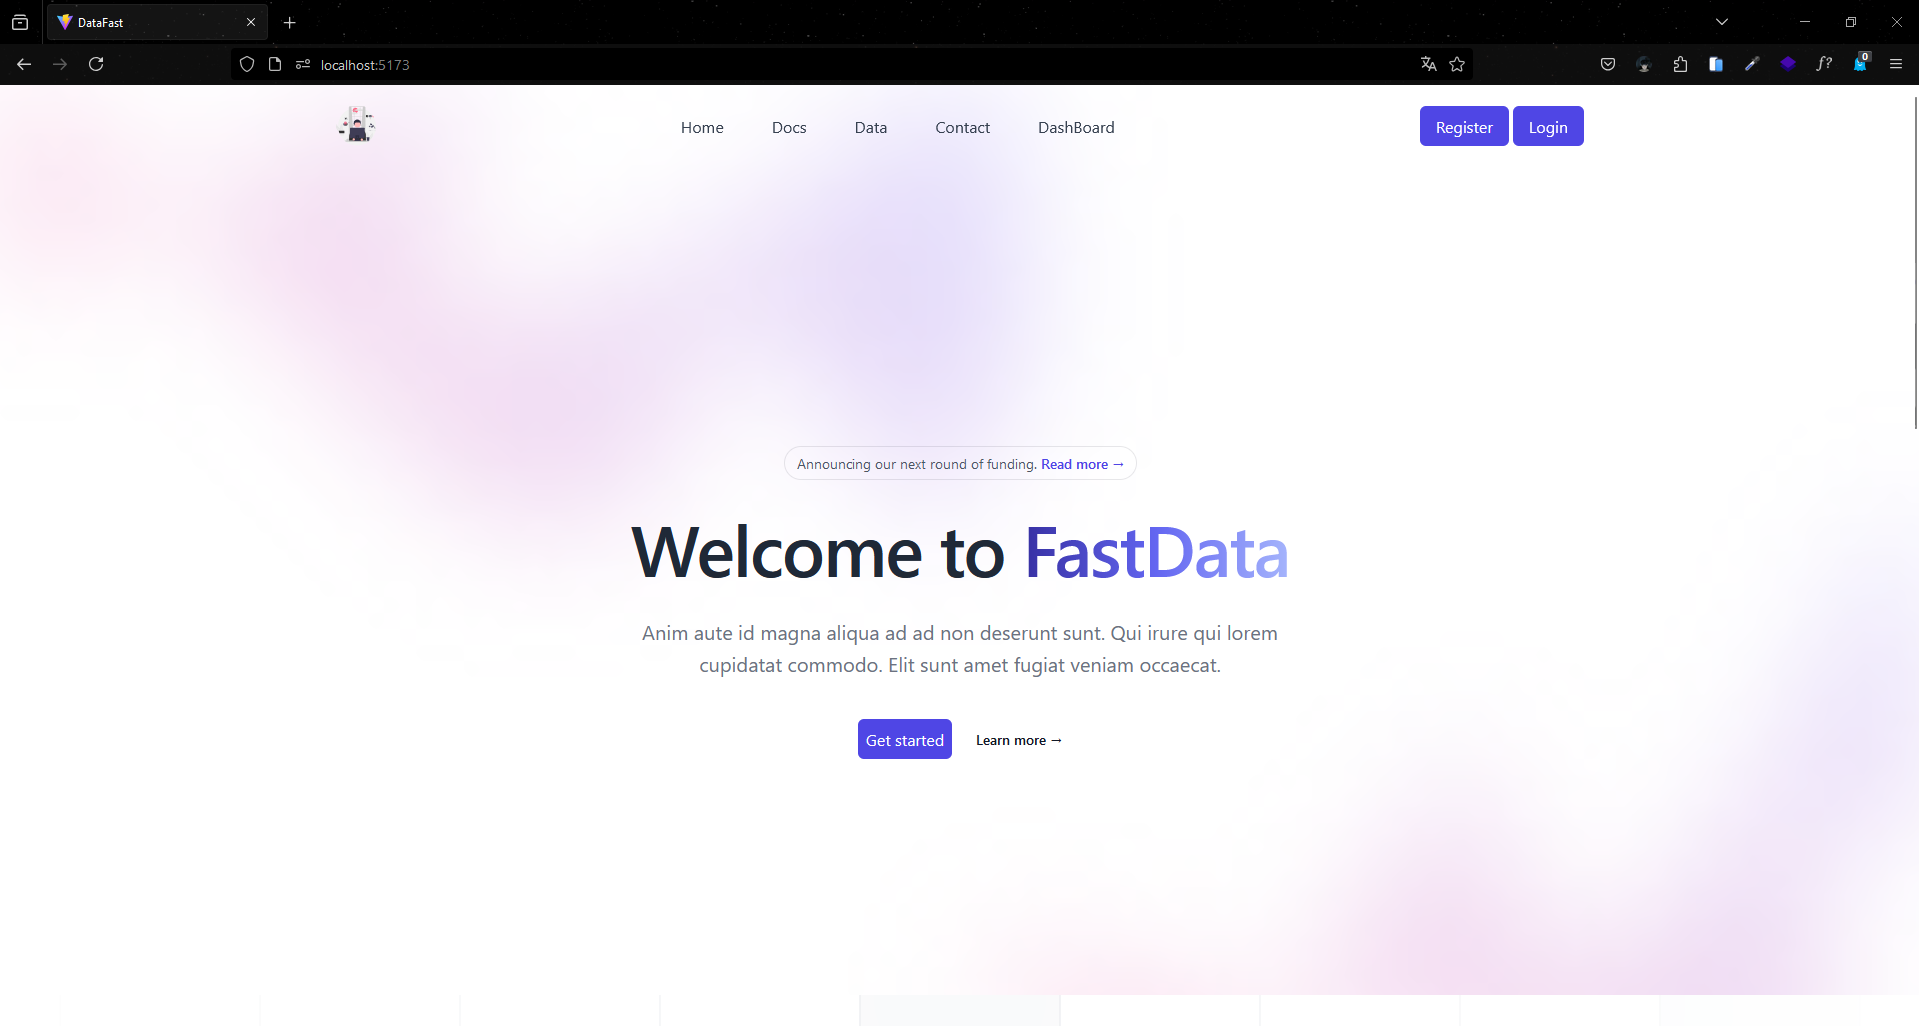 DataFast
localhost:5173
f?
0
Home
Docs
Data
Contact
DashBoard
Register
Login
Announcing our next round of funding. Read more →
Welcome to FastData
Anim aute id magna aliqua ad ad non deserunt sunt. Qui irure qui lorem
cupidatat commodo. Elit sunt amet fugiat veniam occaecat.
Get started
Learn more →